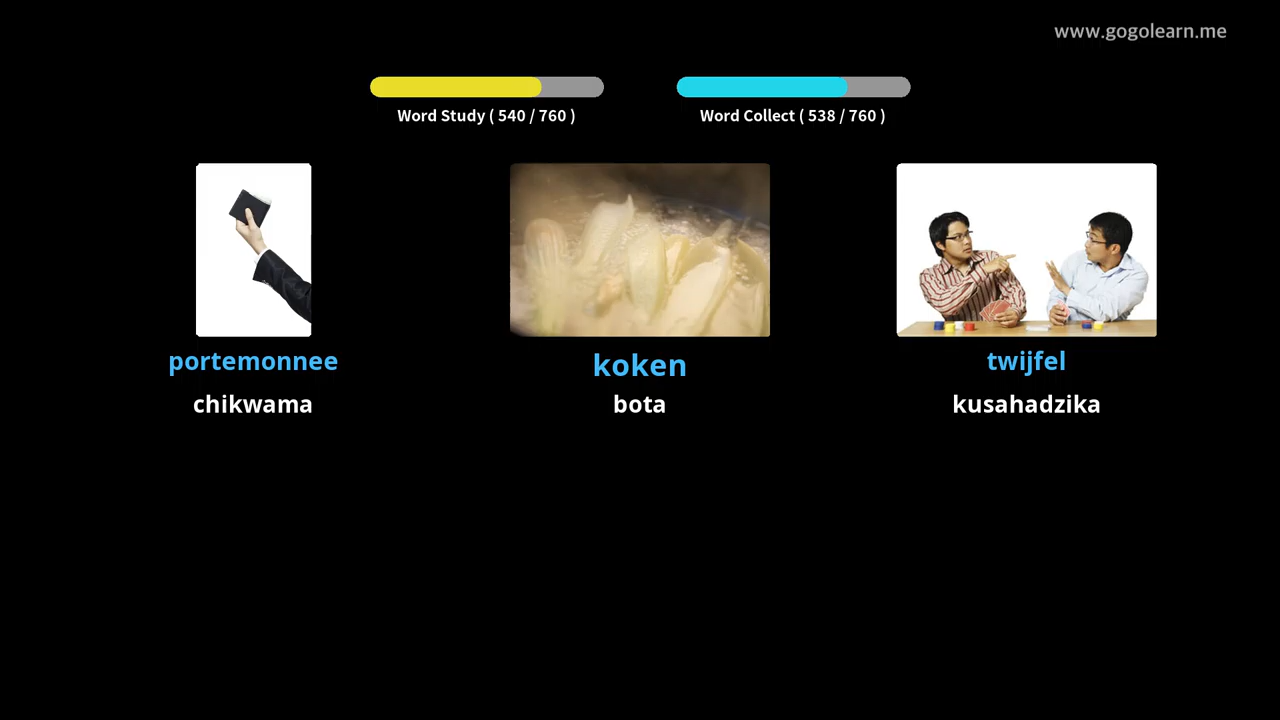 www.gogolearn.me
Word Study ( 540 / 760 )
Word Collect ( 538 / 760 )
portemonnee
koken
twijfel
chikwama
bota
kusahadzika